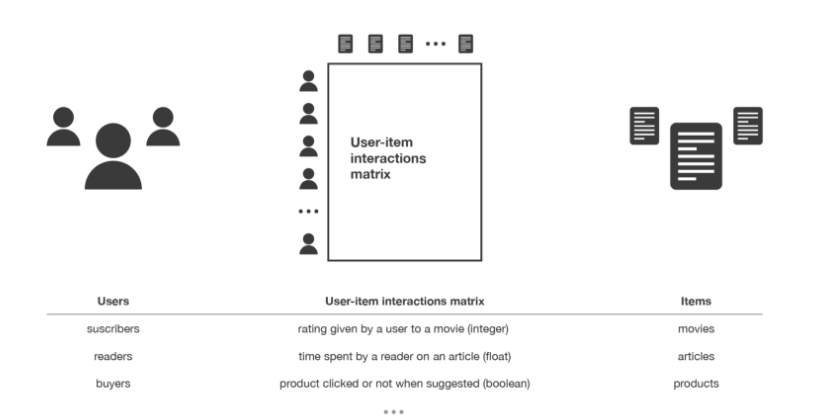 User-item
interactions
matrix
Users User-item interactions matrix Items
suscribers rating given by a user to a movie (integer) movies
readers time spent by a reader on an article (float) articles
buyers product clicked or not when suggested (boolean) products